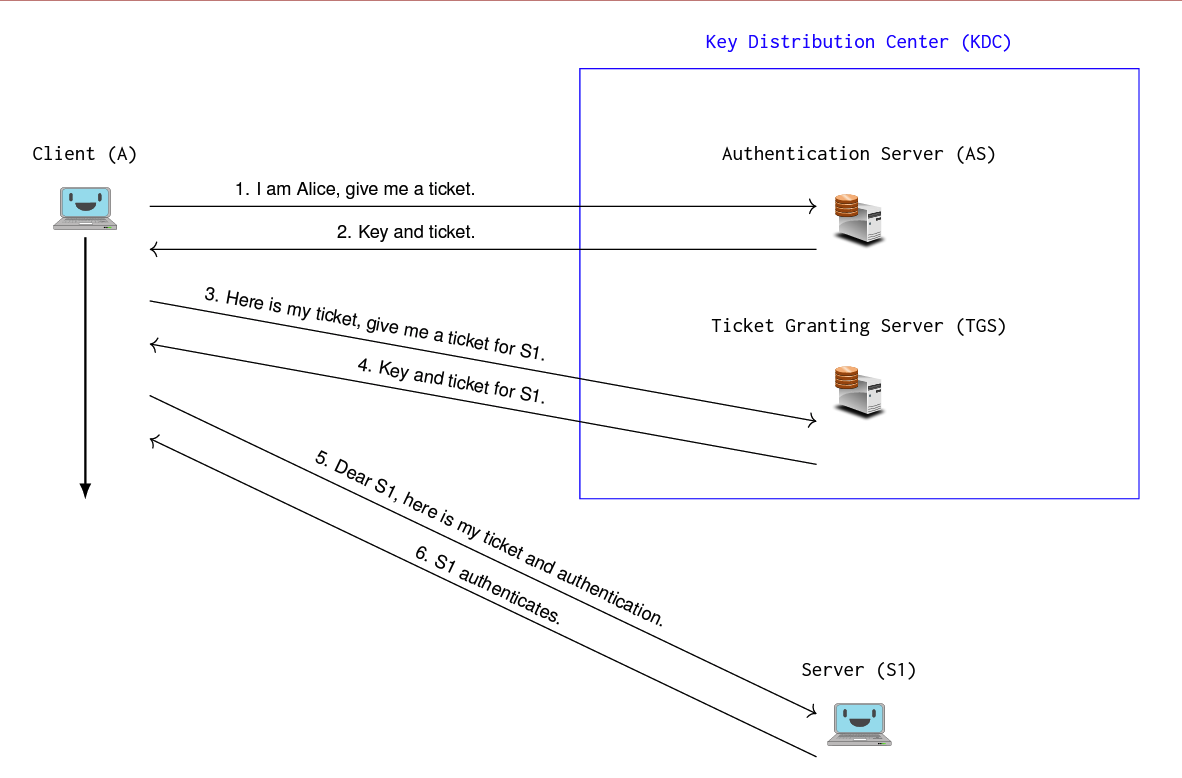 Key Distribution Center (KDC)
Client (A)
Authentication Server (AS)
1. I am Alice, give me a ticket.
2. Key and ticket.
3. Here is my ticket, give me a ticket for S1.
Ticket Granting Server (TGS)
4. Key and ticket for S1.
5. Dear S1, here is my ticket and authentication.
6. S1 authenticates.
Server (S1)